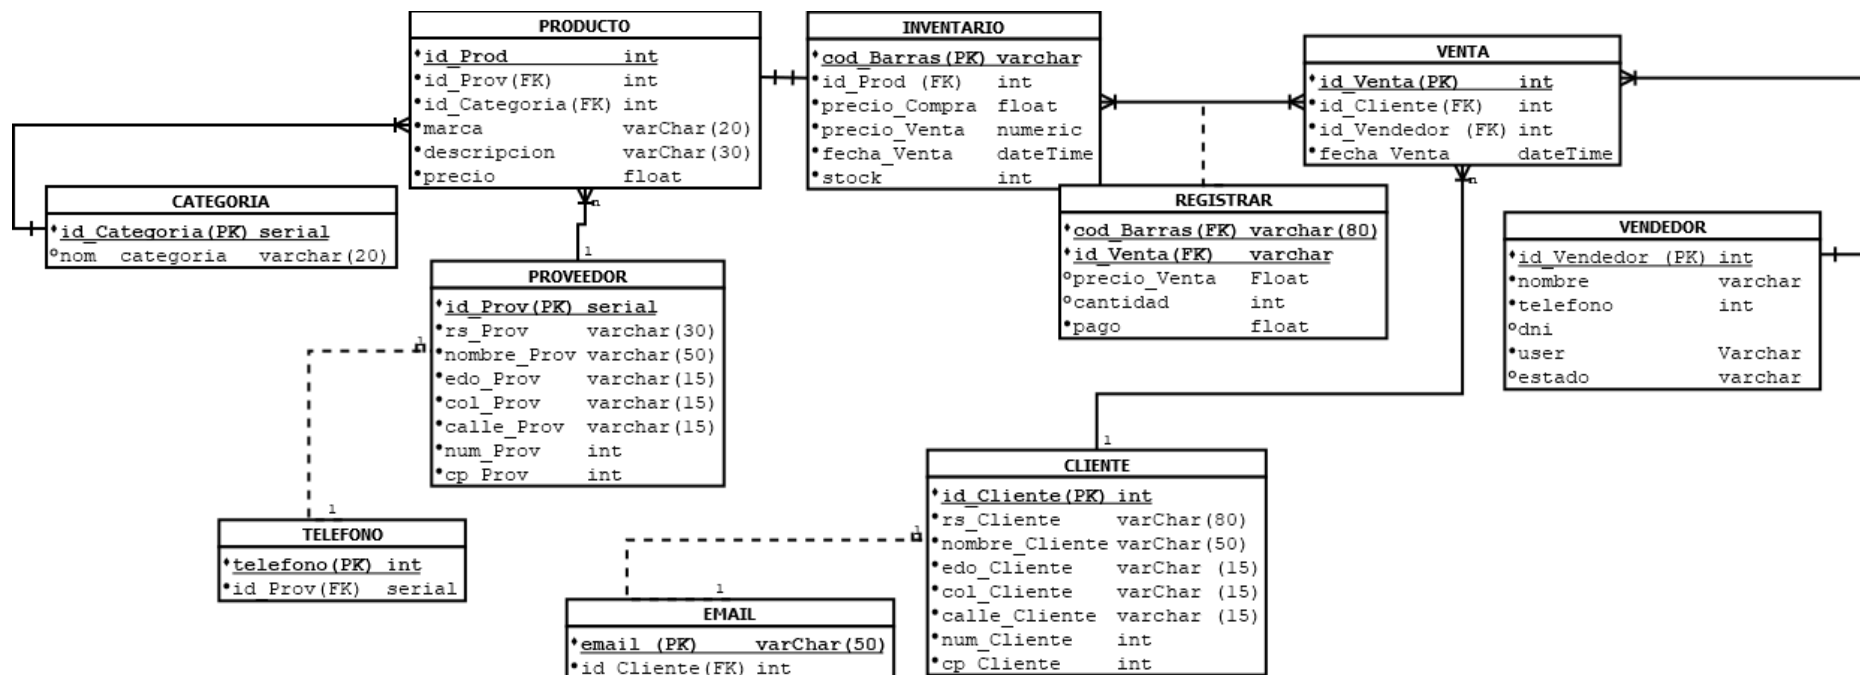 PRODUCTO
id_Prod int
id_Prov(FK) int
id_Categoria(FK) int
marca varChar(20)
descripcion varChar(30)
precio float
INVENTARIO
cod_Barras(PK) varchar
id_Prod (FK) int
precio_Compra float
precio_Venta numeric
fecha_Venta dateTime
stock int
VENTA
id_Venta(PK) int
id_Cliente(FK) int
id_Vendedor (FK) int
fecha_Venta dateTime
n
n
CATEGORIA
id_Categoria(PK) serial
nom_categoria varchar(20)
REGISTRAR
cod_Barras(FK) varchar(80)
id_Venta(FK) varchar
precio_Venta Float
cantidad int
pago float
VENDEDOR
id_Vendedor (PK) int
nombre varchar
telefono int
dni
user Varchar
estado varchar
1
PROVEEDOR
id_Prov(PK) serial
rs_Prov varchar(30)
nombre_Prov varchar(50)
edo_Prov varchar(15)
col_Prov varchar(15)
calle_Prov varchar(15)
num_Prov int
cp_Prov int
1
1
TELEFONO
telefono(PK) int
id_Prov(FK) serial
1
CLIENTE
id_Cliente(PK) int
rs_Cliente varChar(80)
nombre_Cliente varChar(50)
edo_Cliente varChar (15)
col_Cliente varChar (15)
calle_Cliente varchar (15)
num_Cliente int
cp_Cliente int
1
1
EMAIL
email (PK) varChar(50)
id_Cliente(FK) int